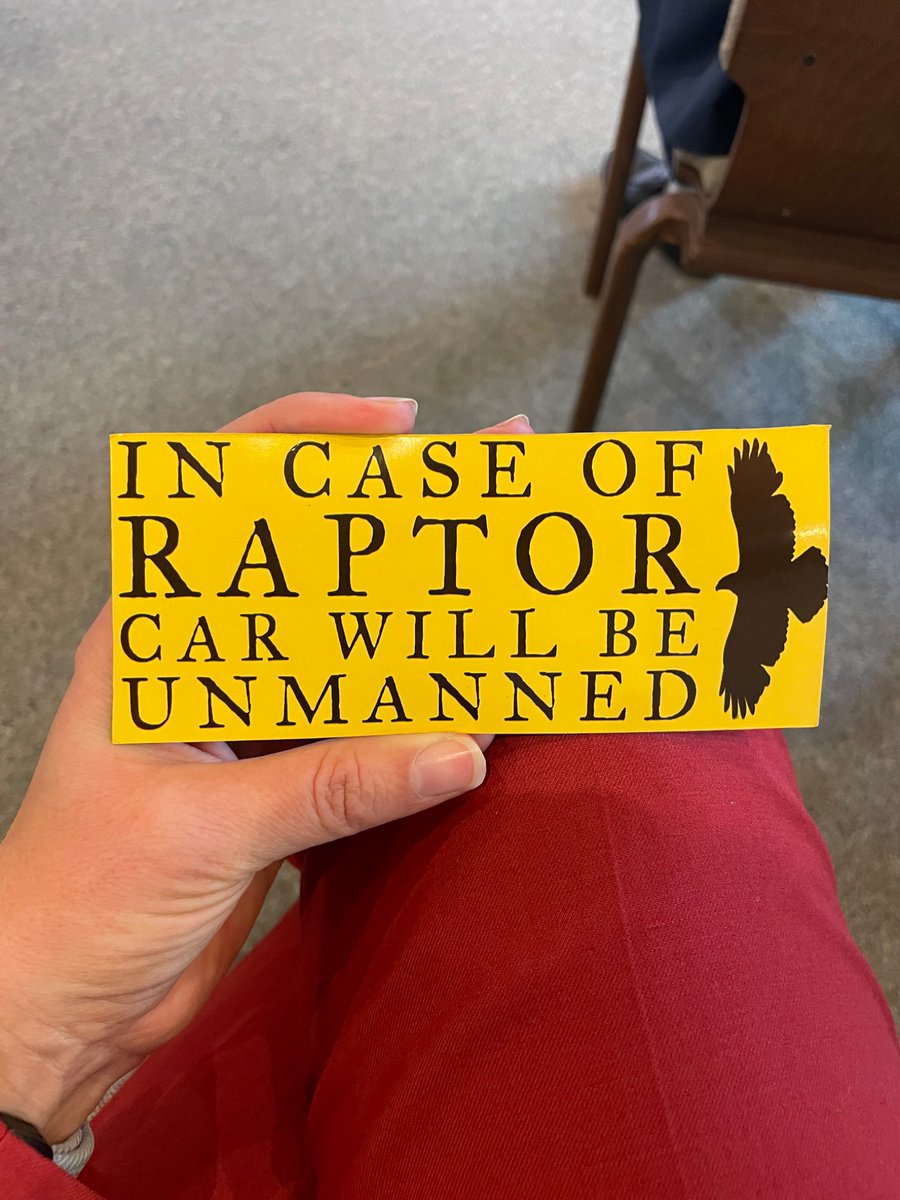 IN CASE OF
RAPTOR
CAR WILL BE
UNMANNED